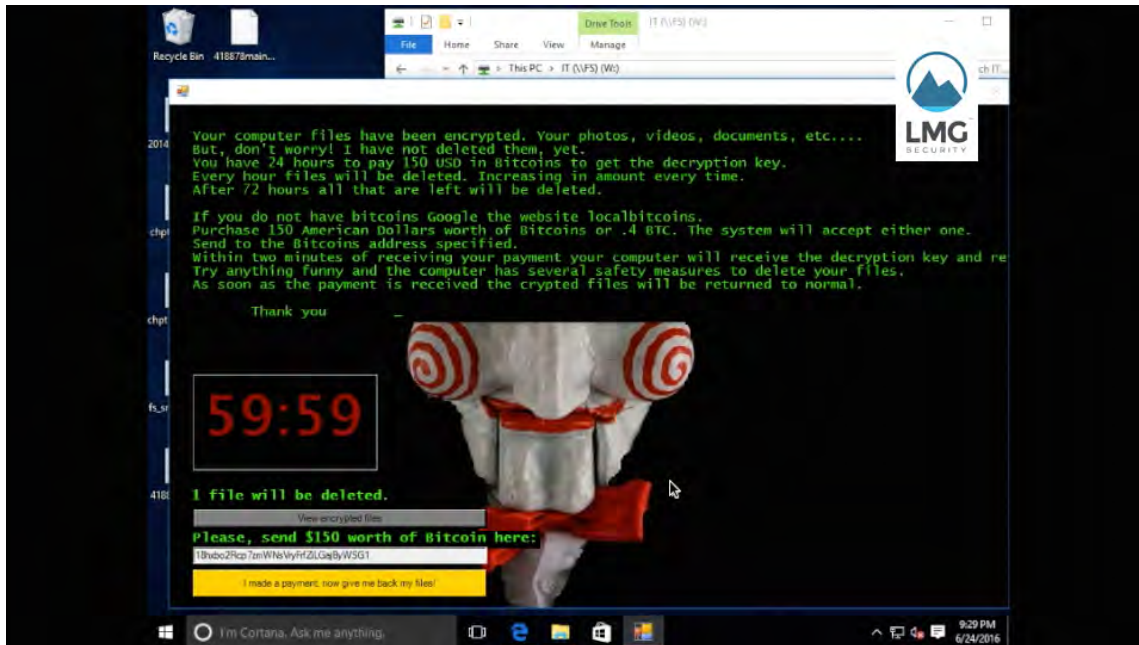 Drive Tools IT (\\FS) (W:)
File Home Share View Manage
This PC > IT (\\FS) (W:)
Recycle Bin 418878main...
LMG
SECURITY
2014
chpt
chpt
fs_sr
418
Your computer files have been encrypted. Your photos, videos, documents, etc....
But, don't worry! I have not deleted them, yet.
You have 24 hours to pay 150 USD in Bitcoins to get the decryption key.
Every hour files will be deleted. Increasing in amount every time.
After 72 hours all that are left will be deleted.
If you do not have bitcoins Google the website localbitcoins.
Purchase 150 American Dollars worth of Bitcoins or .4 BTC. The system will accept either one.
Send to the Bitcoins address specified.
Within two minutes of receiving your payment your computer will receive the decryption key and re
Try anything funny and the computer has several safety measures to delete your files.
As soon as the payment is received the crypted files will be returned to normal.
Thank you _
59:59
1 file will be deleted.
View encrypted files
Please, send $150 worth of Bitcoin here:
I made a payment, now give me back my files!
I'm Cortana. Ask me anything.
9:29 PM
6/24/2016